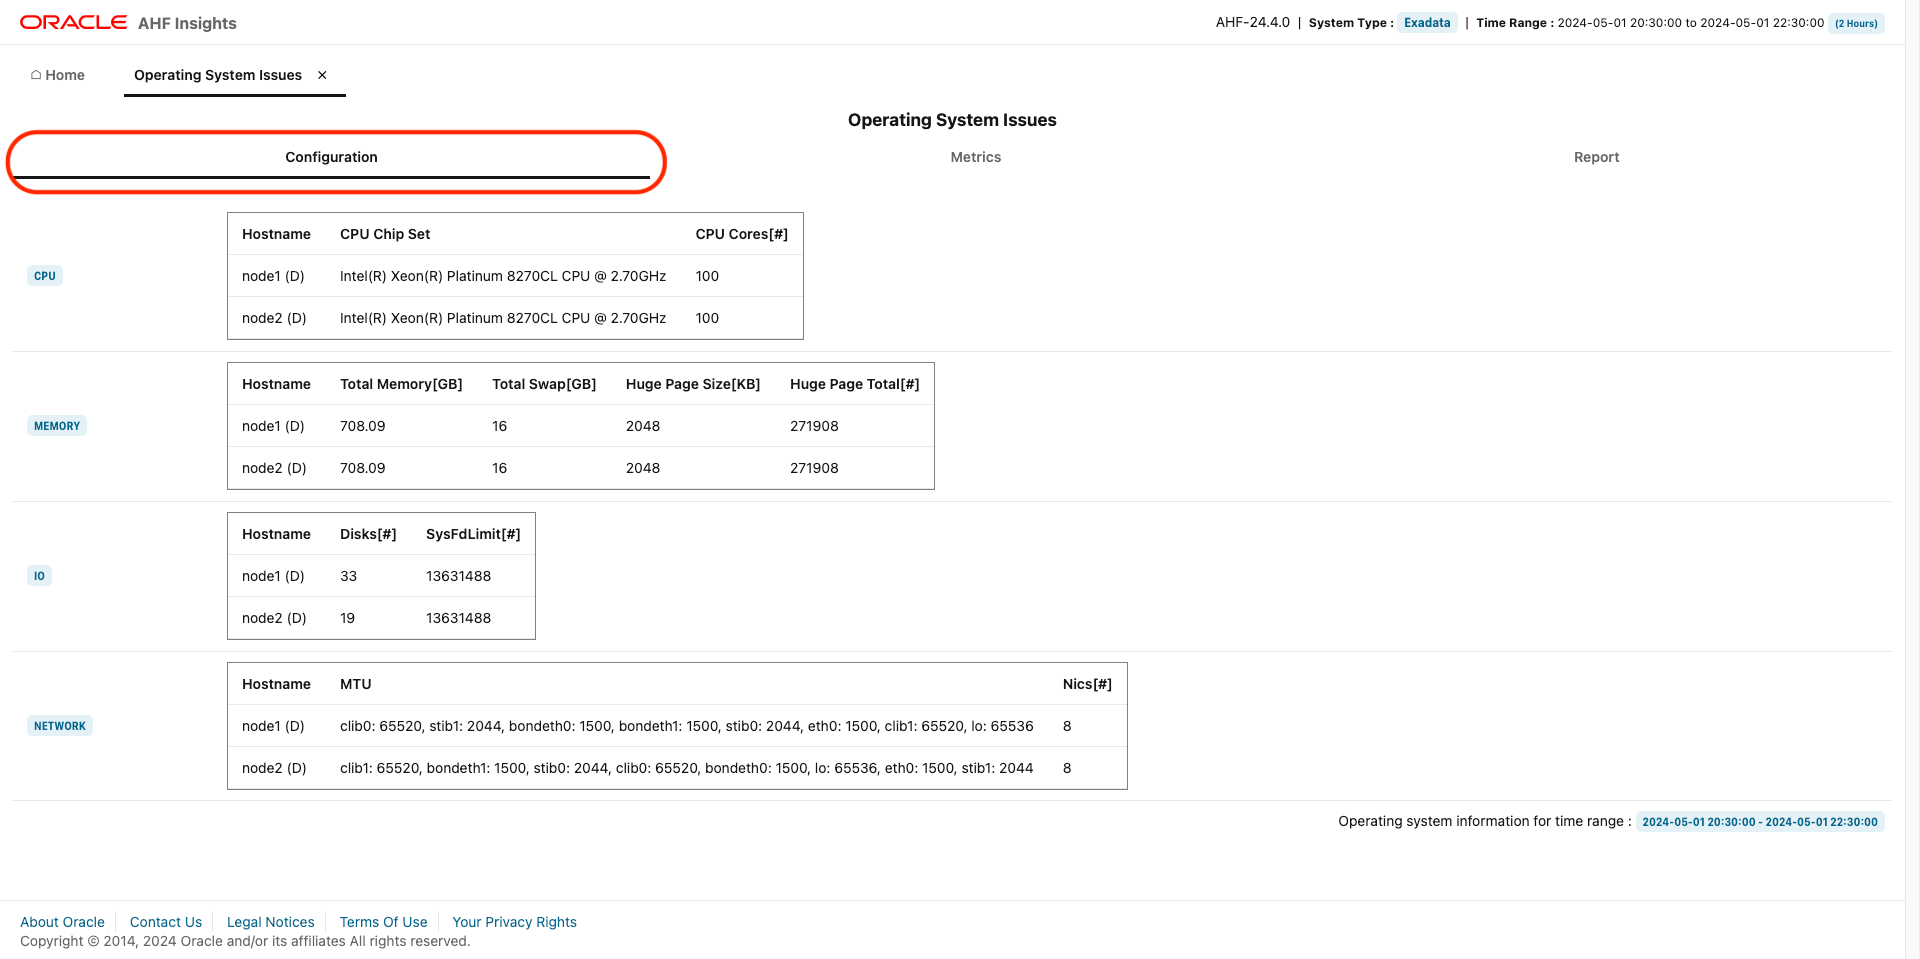 ORACLE AHF Insights
AHF-24.4.0 | System Type : Exadata | Time Range : 2024-05-01 20:30:00 to 2024-05-01 22:30:00 (2 Hours)
Home Operating System Issues ×
Operating System Issues
Configuration Metrics Report
CPU
Hostname CPU Chip Set CPU Cores[#]
node1 (D) Intel(R) Xeon(R) Platinum 8270CL CPU @ 2.70GHz 100
node2 (D) Intel(R) Xeon(R) Platinum 8270CL CPU @ 2.70GHz 100
MEMORY
Hostname Total Memory[GB] Total Swap[GB] Huge Page Size[KB] Huge Page Total[#]
node1 (D) 708.09 16 2048 271908
node2 (D) 708.09 16 2048 271908
IO
Hostname Disks[#] SysFdLimit[#]
node1 (D) 33 13631488
node2 (D) 19 13631488
NETWORK
Hostname MTU Nics[#]
node1 (D) clib0: 65520, stib1: 2044, bondeth0: 1500, bondeth1: 1500, stib0: 2044, eth0: 1500, clib1: 65520, lo: 65536 8
node2 (D) clib1: 65520, bondeth1: 1500, stib0: 2044, clib0: 65520, bondeth0: 1500, lo: 65536, eth0: 1500, stib1: 2044 8
Operating system information for time range : 2024-05-01 20:30:00 - 2024-05-01 22:30:00
About Oracle Contact Us Legal Notices Terms Of Use Your Privacy Rights
Copyright © 2014, 2024 Oracle and/or its affiliates All rights reserved.